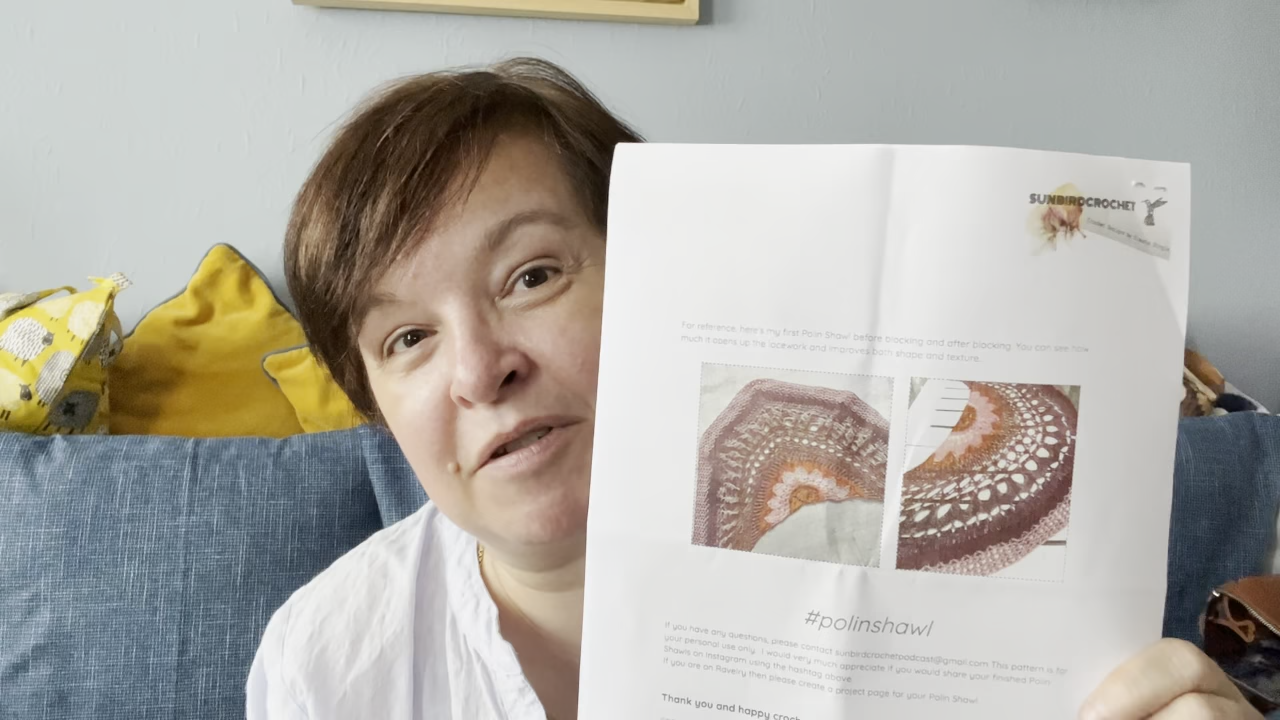 SUNBIRDCROCHET
For reference, here's my first Polin Shawl before blocking and after blocking. You can see how
much it opens up the lacework and improves both shape and texture.
#polinshawl
If you have any questions, please contact sunbirdcrochetpodcast@gmail.com This pattern is for
your personal use only. I would very much appreciate if you would share your finished Polin
Shawls on Instagram using the hashtag above.
If you are on Ravelry then please create a project page for your Polin Shawl
Thank you and happy croch